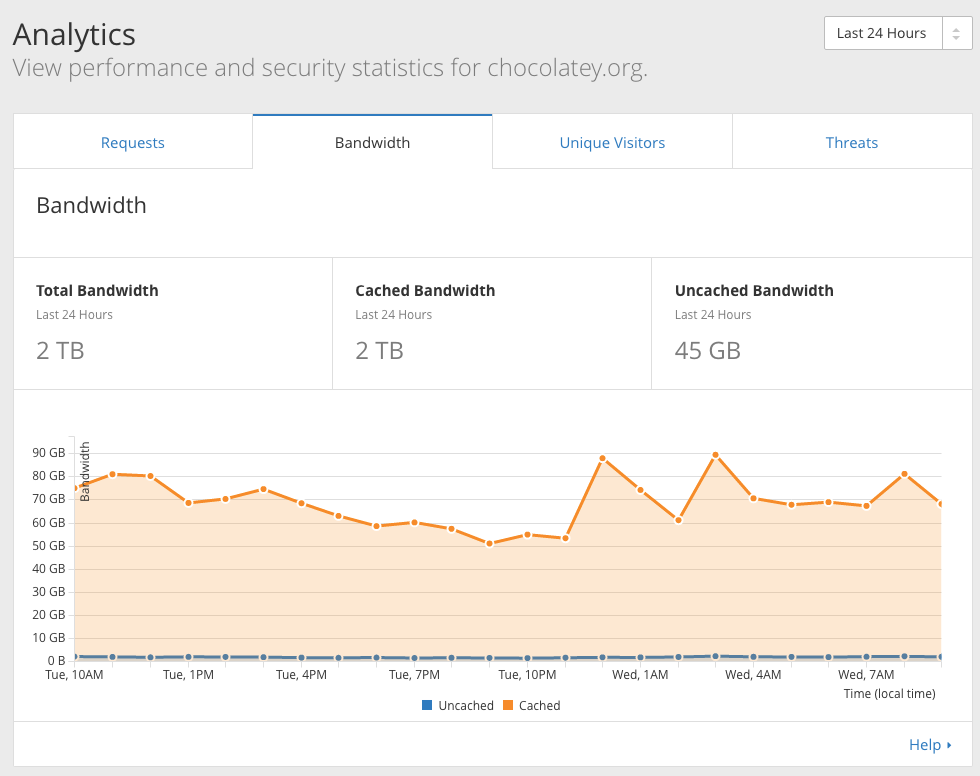 Analytics
Last 24 Hours
View performance and security statistics for chocolatey.org.
Requests
Bandwidth
Unique Visitors
Threats
Bandwidth
Total Bandwidth
Last 24 Hours
2 TB
Cached Bandwidth
Last 24 Hours
2 TB
Uncached Bandwidth
Last 24 Hours
45 GB
Bandwidth
90 GB
80 GB
70 GB
60 GB
50 GB
40 GB
30 GB
20 GB
10 GB
0 B
Tue, 10AM
Tue, 1PM
Tue, 4PM
Tue, 7PM
Tue, 10PM
Wed, 1AM
Wed, 4AM
Wed, 7AM
Time (local time)
Uncached
Cached
Help